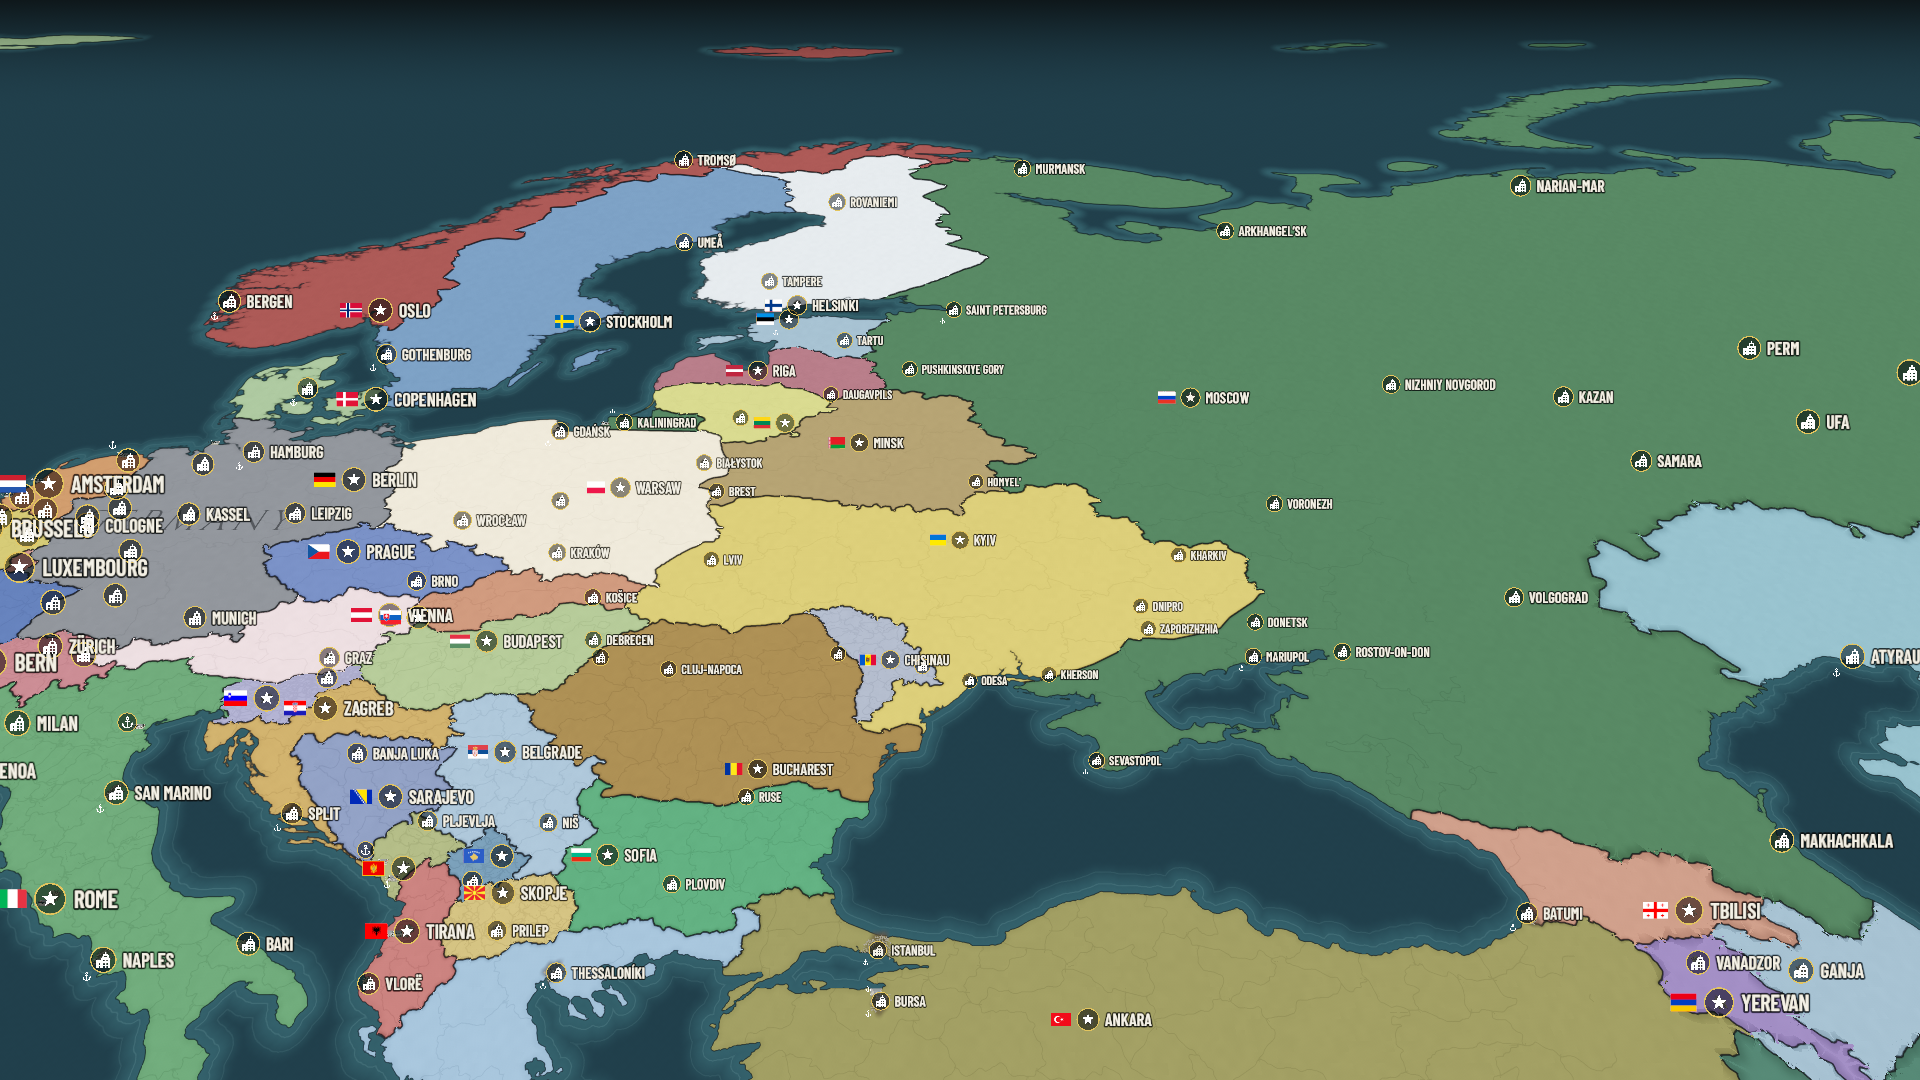 TROMSØ
MURMANSK
NARIAN-MAR
ROVANIEMI
ARKHANGEL'SK
UMEÅ
TAMPERE
BERGEN
OSLO
HELSINKI
SAINT PETERSBURG
STOCKHOLM
TARTU
PERM
GOTHENBURG
RIGA
PUSHKINSKIYE GORY
NIZHNIY NOVGOROD
COPENHAGEN
DAUGAVPILS
MOSCOW
KAZAN
KALININGRAD
UFA
GDAŃSK
MINSK
HAMBURG
BIAŁYSTOK
SAMARA
AMSTERDAM
BERLIN
WARSAW
BREST
HOMYEL'
VORONEZH
BRUSSELS
COLOGNE
KASSEL
LEIPZIG
WROCŁAW
KYIV
LUXEMBOURG
PRAGUE
KRAKÓW
LVIV
KHARKIV
BRNO
KOŠICE
DNIPRO
VOLGOGRAD
MUNICH
VIENNA
ZAPORIZHZHIA
DONETSK
ZÜRICH
BUDAPEST
DEBRECEN
ROSTOV-ON-DON
BERN
GRAZ
CLUJ-NAPOCA
CHIȘINAU
MARIUPOL
ATYRAU
ODESA
KHERSON
MILAN
ZAGREB
BANJA LUKA
BELGRADE
SEVASTOPOL
ENOA
BUCHAREST
SAN MARINO
SARAJEVO
RUSE
SPLIT
PLJEVLJA
NIŠ
MAKHACHKALA
SOFIA
PLOVDIV
ROME
SKOPJE
BATUMI
TBILISI
TIRANA
PRILEP
BARI
ISTANBUL
NAPLES
THESSALONÍKI
VANADZOR
GANJA
VLORË
BURSA
YEREVAN
ANKARA